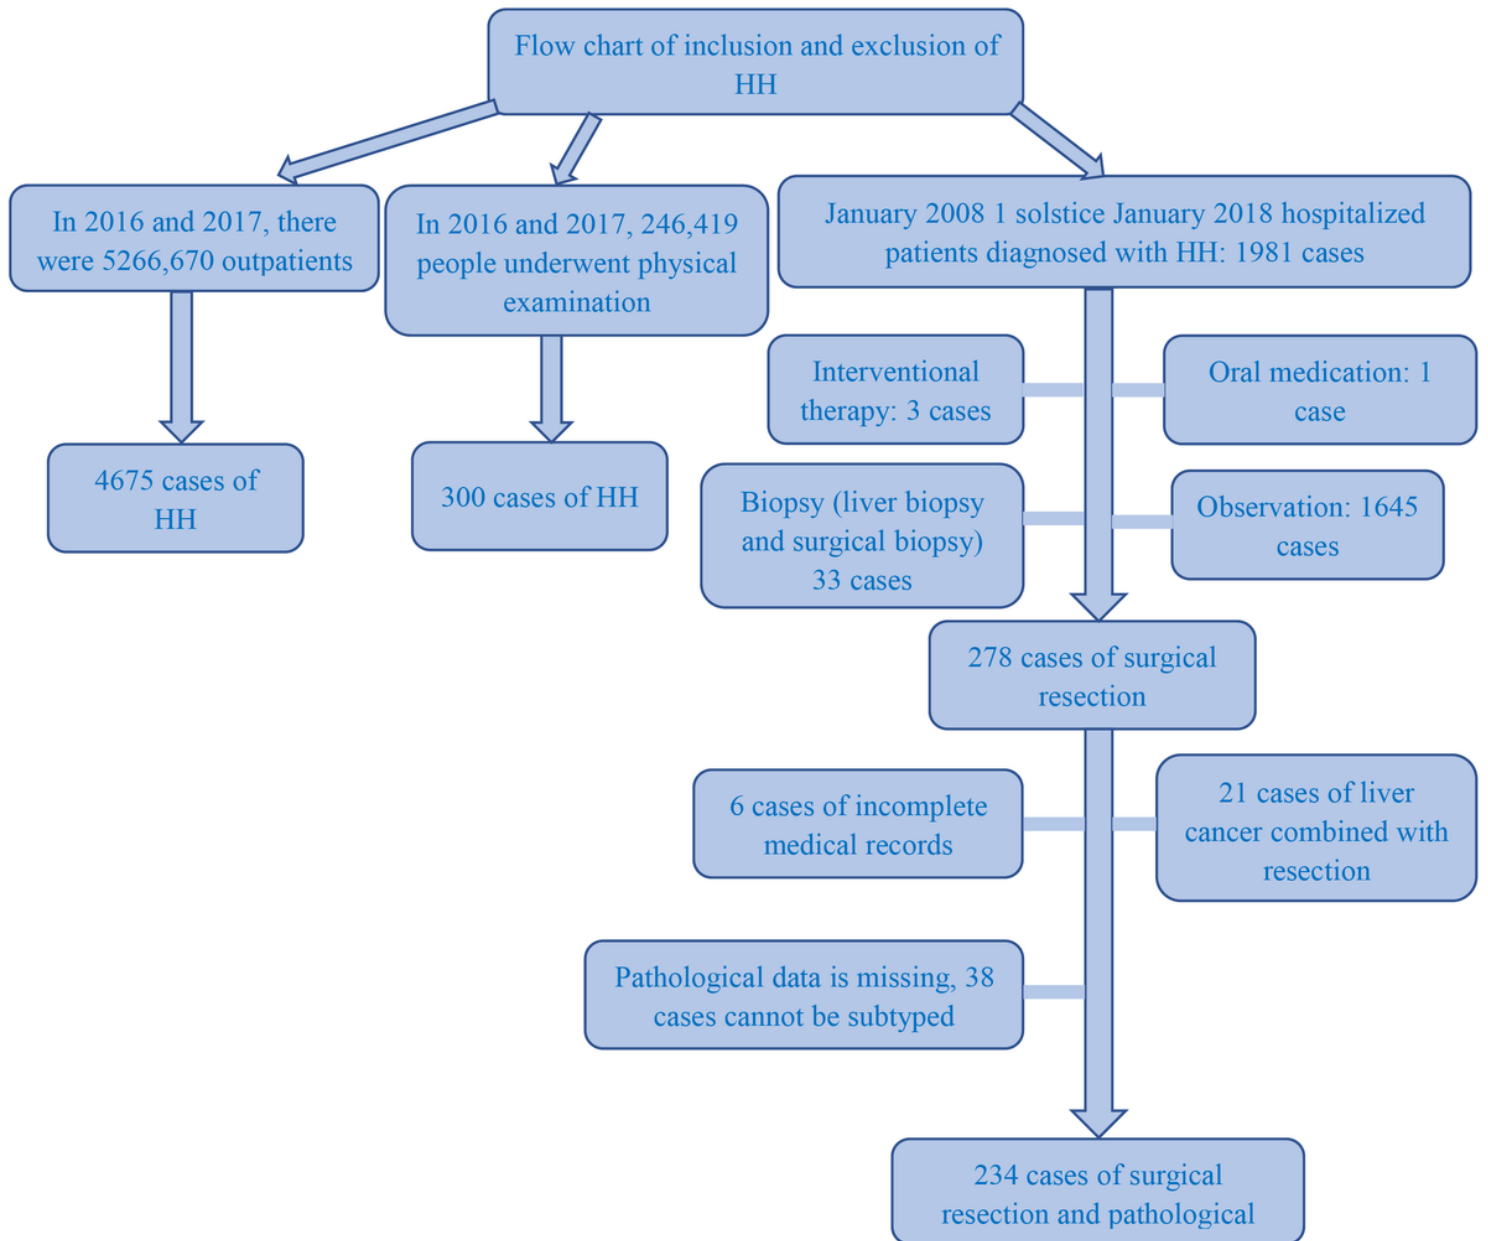 Flow chart of inclusion and exclusion of
HH
In 2016 and 2017, there
were 5266,670 outpatients
In 2016 and 2017, 246,419
people underwent physical
examination
January 2008 1 solstice January 2018 hospitalized
patients diagnosed with HH: 1981 cases
4675 cases of
HH
300 cases of HH
Interventional
therapy: 3 cases
Oral medication: 1
case
Biopsy (liver biopsy
and surgical biopsy)
33 cases
Observation: 1645
cases
278 cases of surgical
resection
6 cases of incomplete
medical records
21 cases of liver
cancer combined with
resection
Pathological data is missing, 38
cases cannot be subtyped
234 cases of surgical
resection and pathological